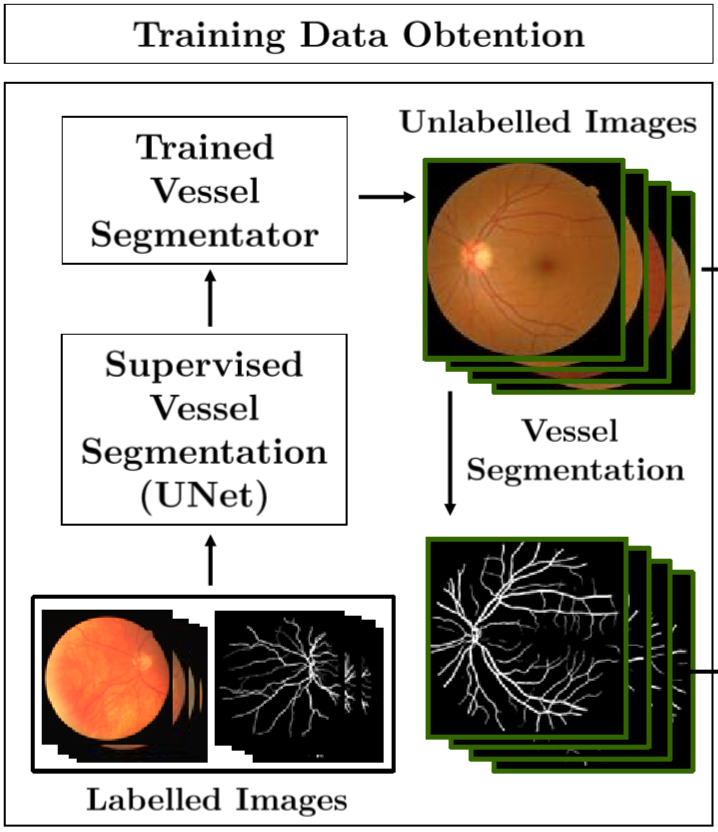 Training Data Obtention
Unlabelled Images
Trained
Vessel
Segmentator
Supervised
Vessel
Segmentation
(UNet)
Vessel
Segmentation
Labelled Images